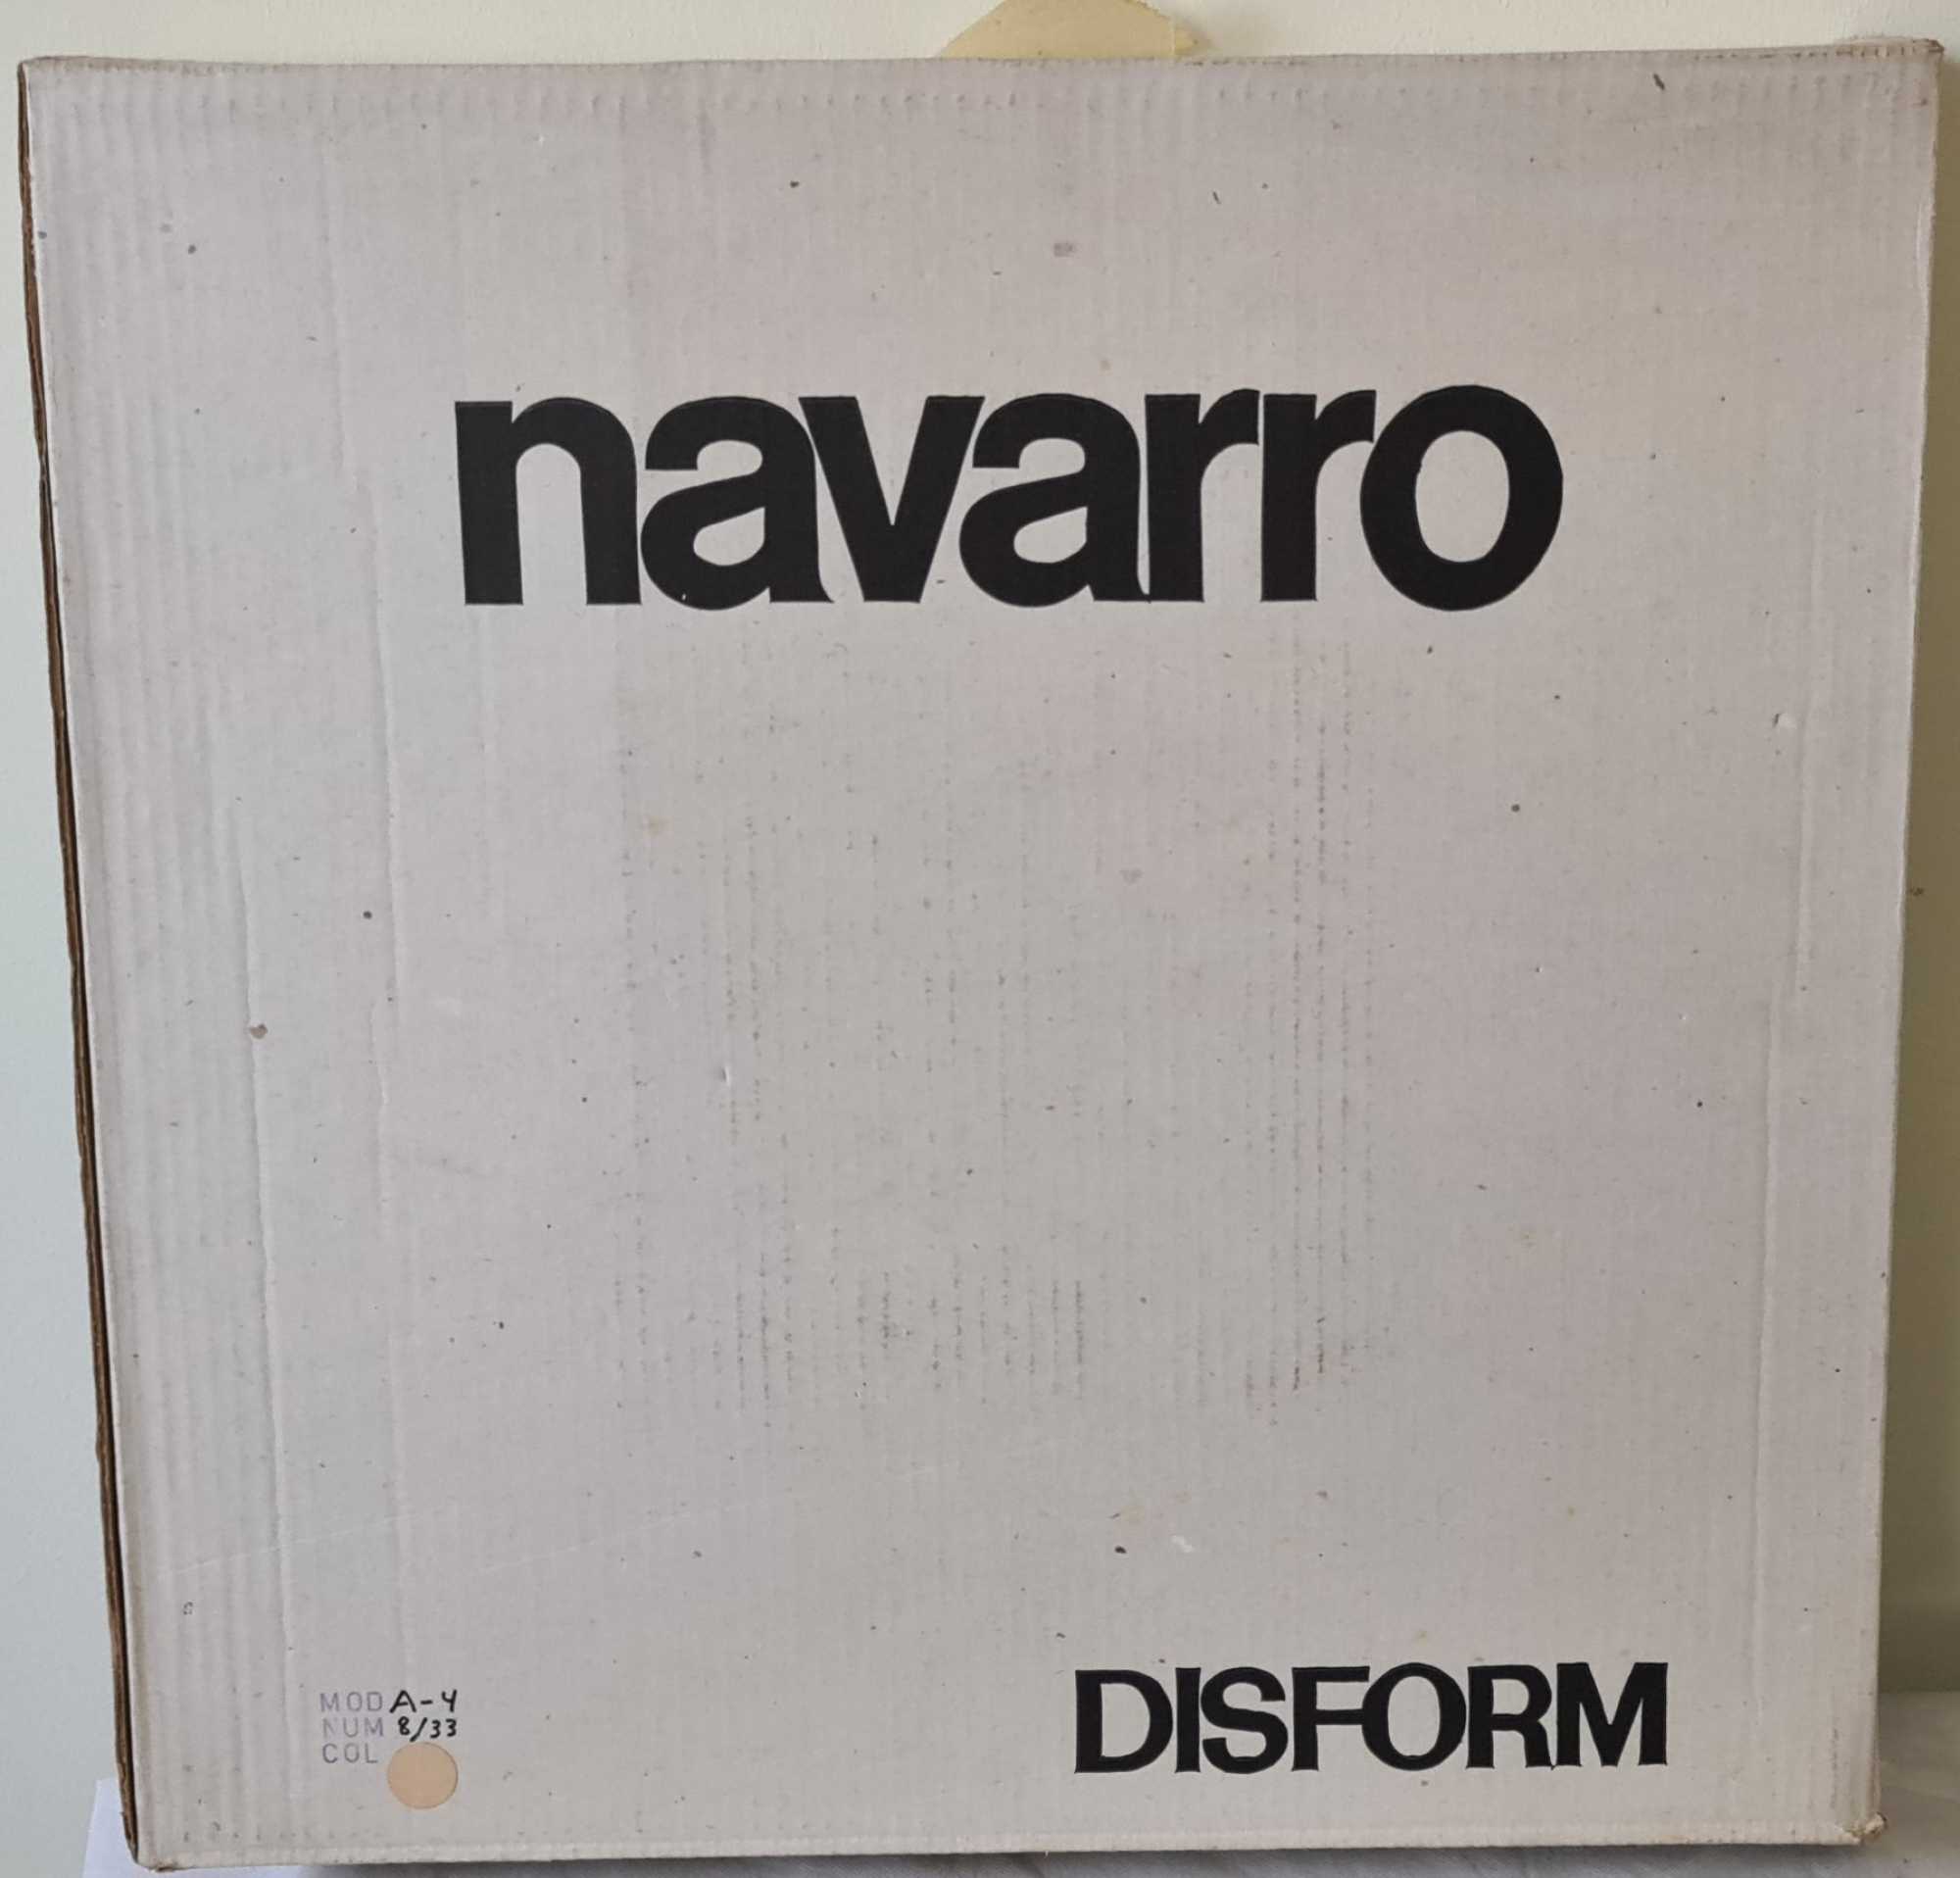 navarro
DISFORM
MOD A-4
NUM 8/33
COL